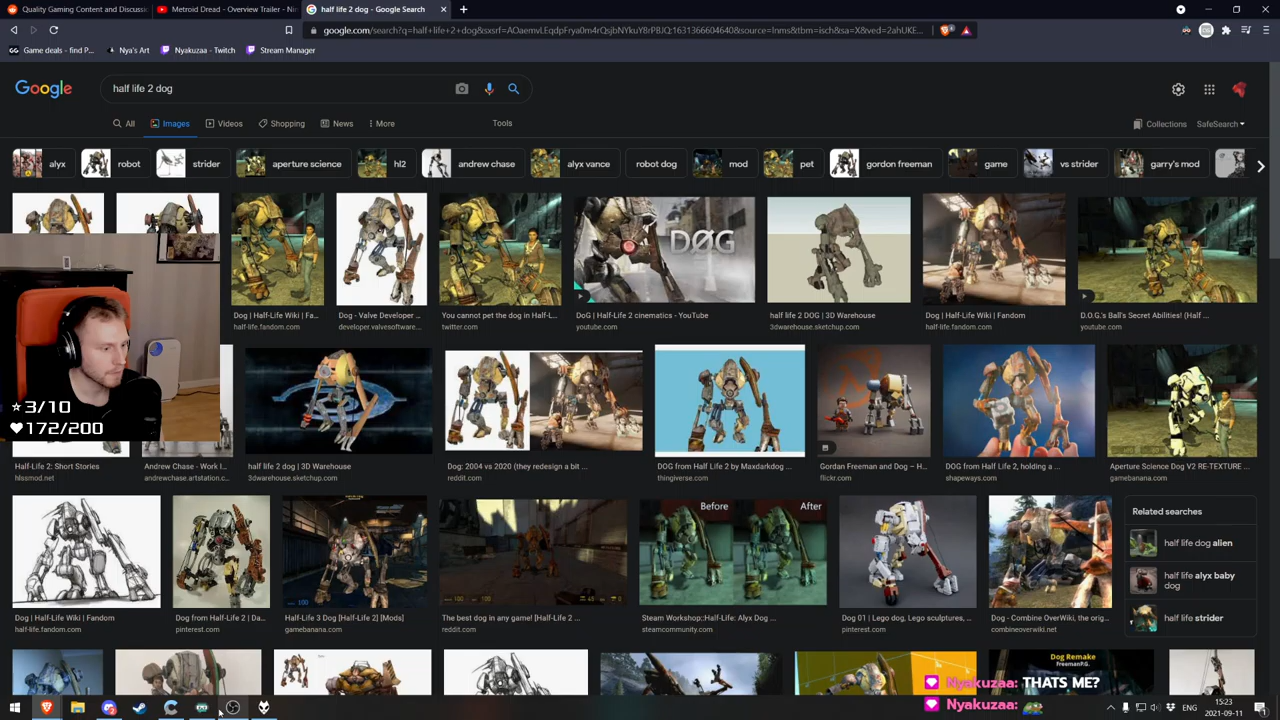 Quality Gaming Content and Discussi
Metroid Dread - Overview Trailer - Nin
half life 2 dog - Google Search
google.com/search?q=half+life+2+dog&sxsrf=AOaemvLEqdpFrya0m4rQsjbNYkuY8rPBJQ:1631366604640&source=lnms&tbm=isch&sa=X&ved=2ahUKE...
Game deals - find P...
Nya's Art
Nyakuzaa - Twitch
Stream Manager
Google
half life 2 dog
All
Images
Videos
Shopping
News
More
Tools
Collections
SafeSearch
alyx
robot
strider
aperture science
hl2
andrew chase
alyx vance
robot dog
mod
pet
gordon freeman
game
vs strider
garry's mod
DØG
Dog | Half-Life Wiki | Fa...
half-life.fandom.com
Dog - Valve Developer ...
developer.valvesoftware...
You cannot pet the dog in Half-L...
twitter.com
DoG | Half-Life 2 cinematics - YouTube
youtube.com
half life 2 DOG | 3D Warehouse
3dwarehouse.sketchup.com
Dog | Half-Life Wiki | Fandom
half-life.fandom.com
D.O.G.'s Ball's Secret Abilities! (Half ...
youtube.com
3/10
172/200
Half-Life 2: Short Stories
hlssmod.net
Andrew Chase - Work I...
andrewchase.artstation.c...
half life 2 dog | 3D Warehouse
3dwarehouse.sketchup.com
Dog: 2004 vs 2020 (they redesign a bit ...
reddit.com
DOG from Half Life 2 by Maxdarkdog ...
thingiverse.com
Gordan Freeman and Dog – H...
flickr.com
DOG from Half Life 2, holding a ...
shapeways.com
Aperture Science Dog V2 RE-TEXTURE ...
gamebanana.com
Before
After
Related searches
half life dog alien
half life alyx baby
dog
half life strider
Dog | Half-Life Wiki | Fandom
half-life.fandom.com
Dog from Half-Life 2 | Da...
pinterest.com
Half-Life 3 Dog [Half-Life 2] [Mods]
gamebanana.com
The best dog in any game! [Half-Life 2 ...
reddit.com
Steam Workshop::Half-Life: Alyx Dog ...
steamcommunity.com
Dog 01 | Lego dog, Lego sculptures, ...
pinterest.com
Dog - Combine OverWiki, the orig...
combineoverwiki.net
Dog Remake
FreemanP.G.
Nyakuzaa: THATS ME?
Nyakuzaa:
ENG
15:23
2021-09-11